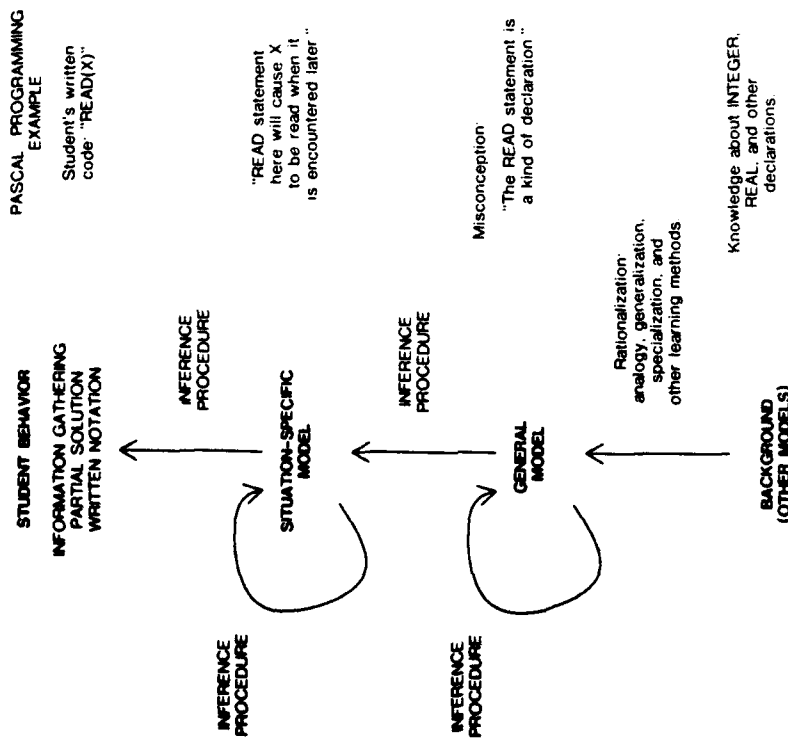 PASCAL PROGRAMMING
EXAMPLE
Student's written
code: "READ(X)"
"READ statement
here will cause X
to be read when it
is encountered later"
Misconception:
"The READ statement is
a kind of declaration"
Knowledge about INTEGER,
REAL, and other
declarations.
STUDENT BEHAVIOR
INFORMATION GATHERING
PARTIAL SOLUTION
WRITTEN NOTATION
INFERENCE
PROCEDURE
SITUATION-SPECIFIC
MODEL
INFERENCE
PROCEDURE
GENERAL
MODEL
Rationalization:
analogy, generalization,
specialization, and
other learning methods
BACKGROUND
(OTHER MODELS)
INFERENCE
PROCEDURE
INFERENCE
PROCEDURE